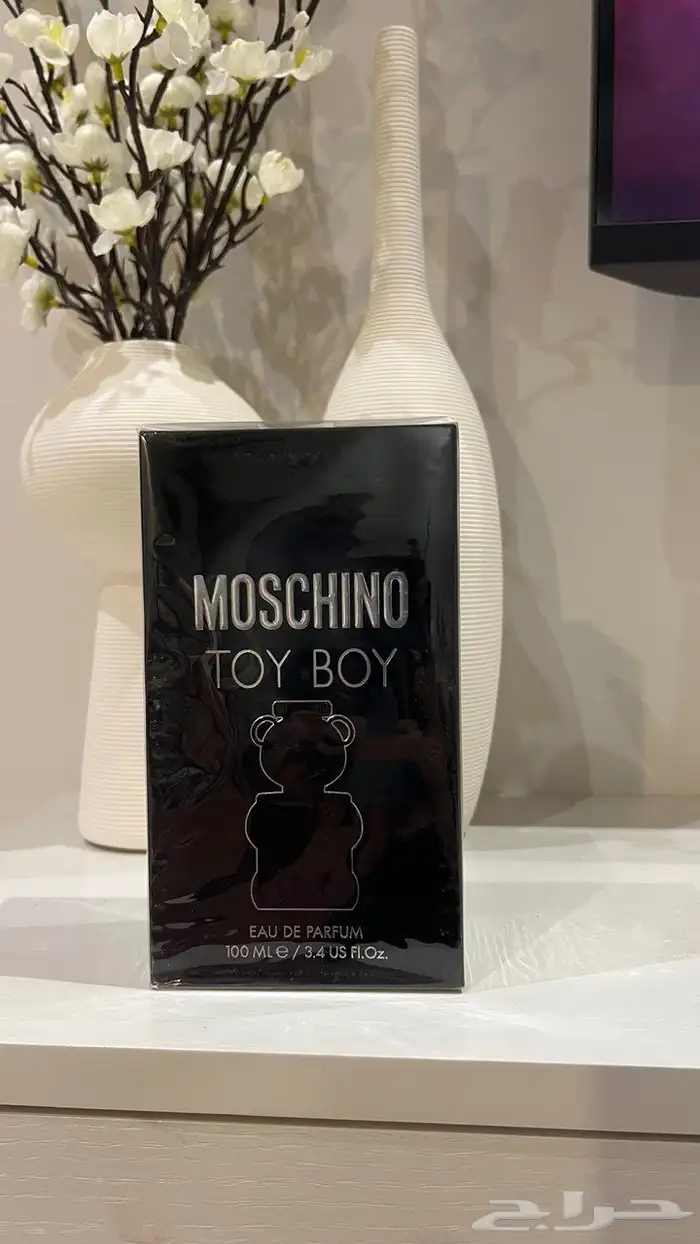 MOSCHINO
TOY BOY
EAU DE PARFUM
100 ML e / 3.4 US Fl.Oz.
حراج